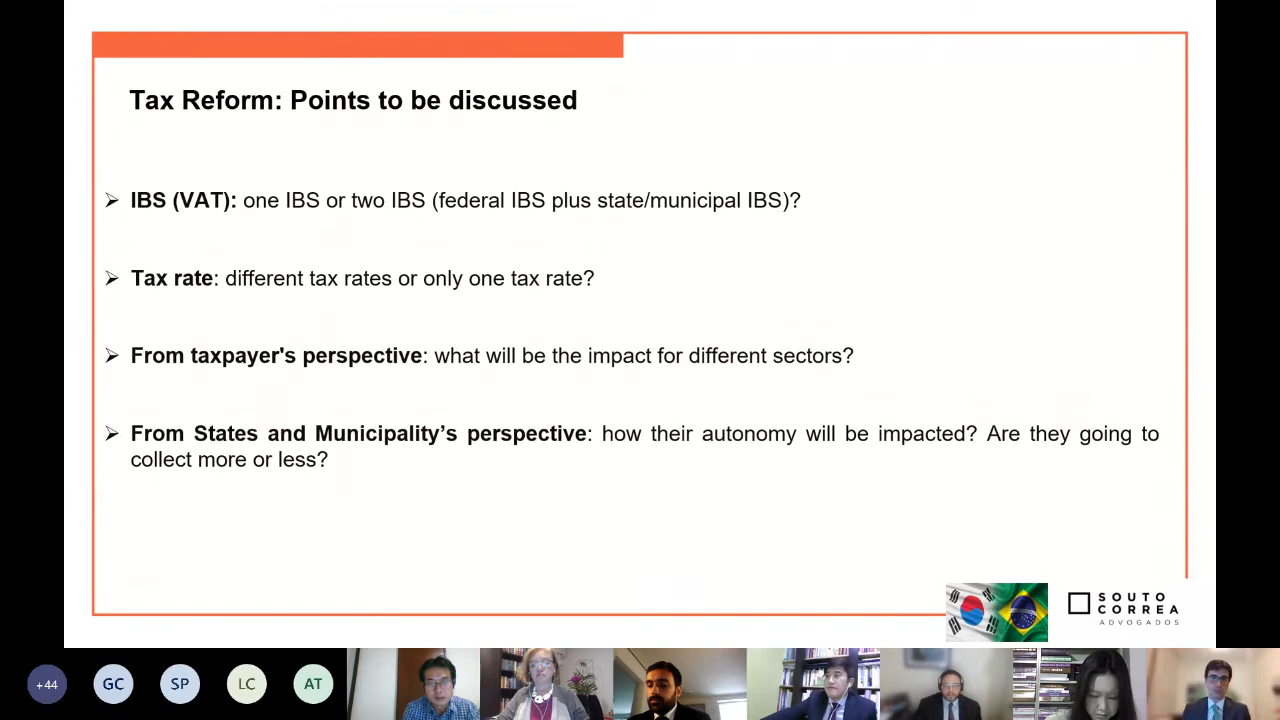 Tax Reform: Points to be discussed
➢ IBS (VAT): one IBS or two IBS (federal IBS plus state/municipal IBS)?
➢ Tax rate: different tax rates or only one tax rate?
➢ From taxpayer's perspective: what will be the impact for different sectors?
➢ From States and Municipality’s perspective: how their autonomy will be impacted? Are they going to
collect more or less?
SOUTO
CORREA
ADVOGADOS
+44 GC SP LC AT